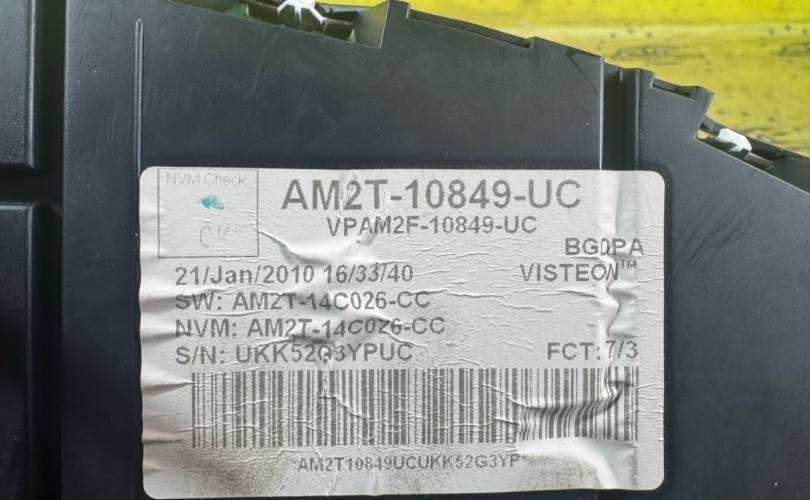 NVM Check
OK
AM2T-10849-UC
VPAM2F-10849-UC
BG0PA
21/Jan/2010 16/33/40
VISTEON™
SW: AM2T-14C026-CC
NVM: AM2T-14C026-CC
S/N: UKK52G3YPUC
FCT:7/3
*AM2T10849UCUKK52G3YP*